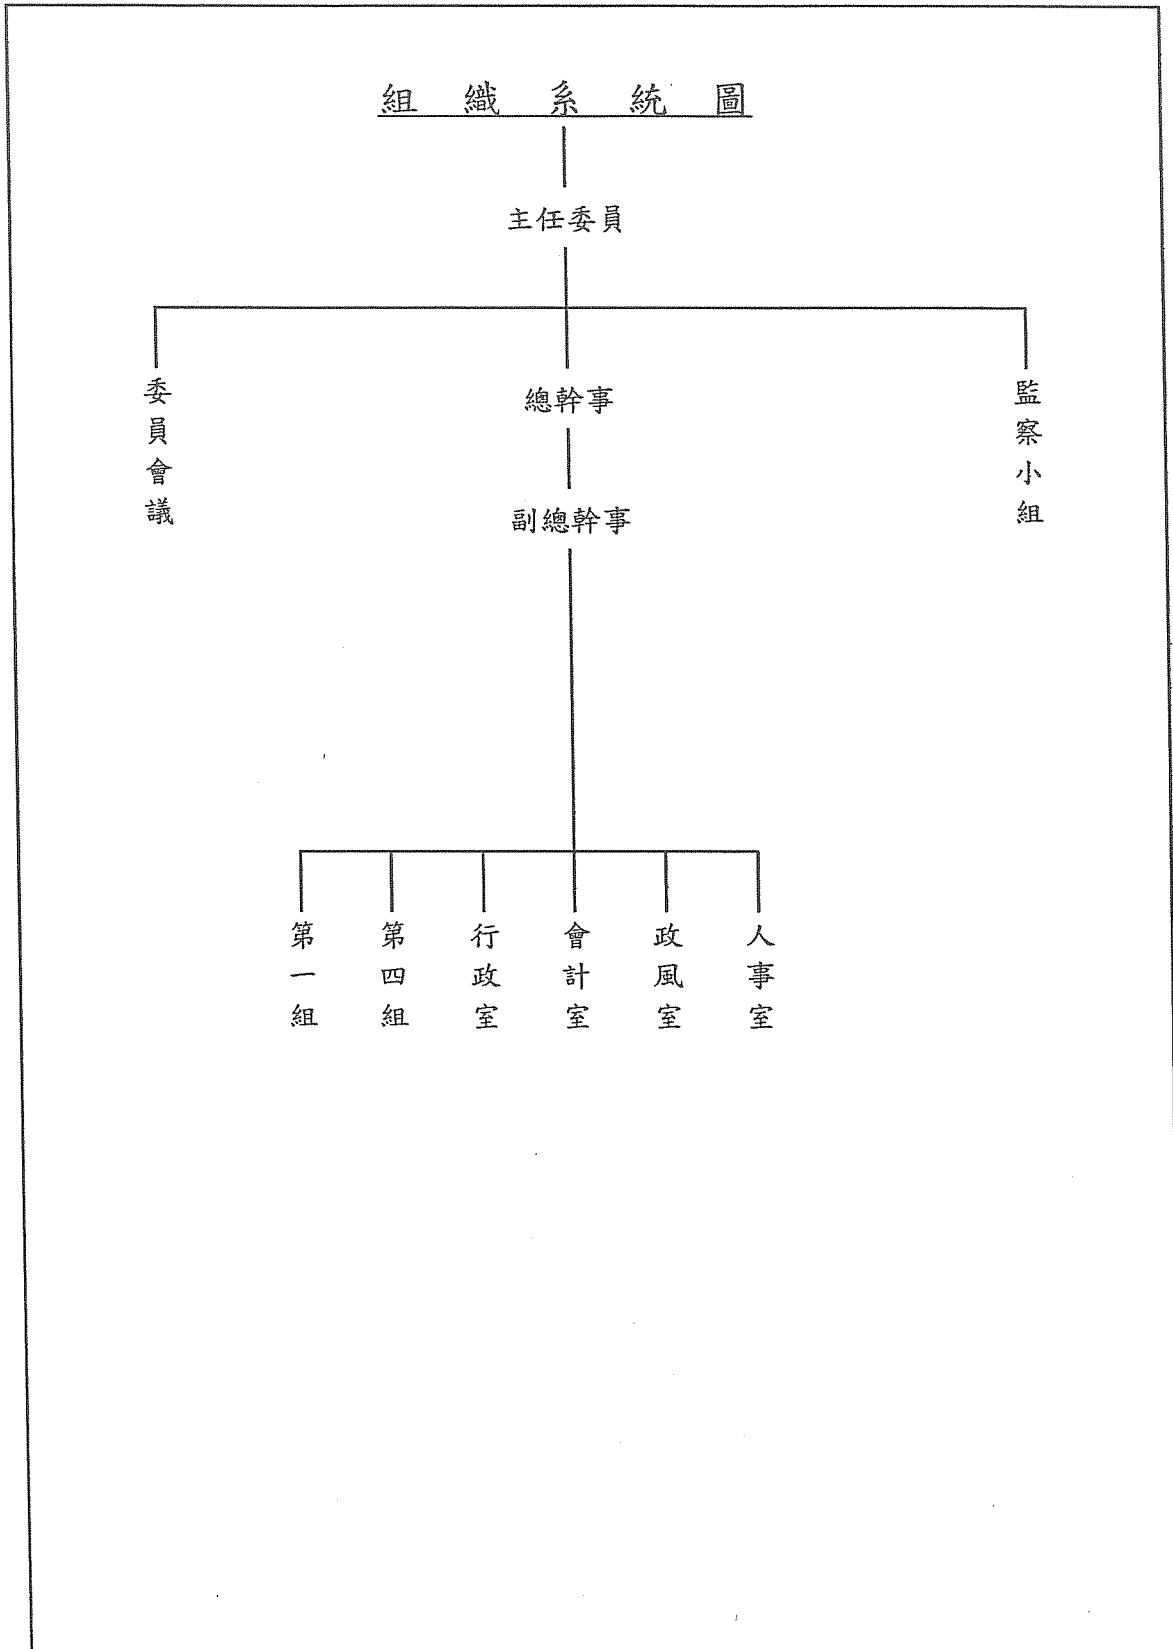 組織系統圖
主任委員
委員會議
總幹事
監察小組
副總幹事
第一組
第四組
行政室
會計室
政風室
人事室